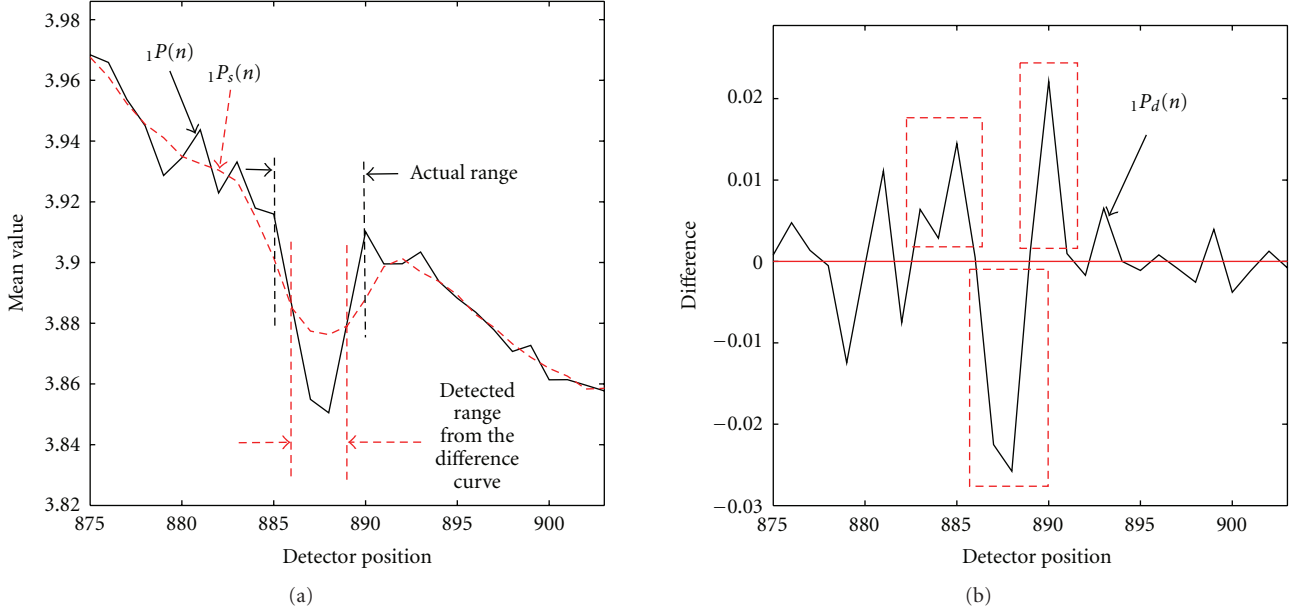 3.98
3.96
3.94
3.92
3.9
3.88
3.86
3.84
3.82
Mean value
₁P(n)
₁Pₛ(n)
Actual range
Detected
range
from the
difference
curve
875 880 885 890 895 900
Detector position
(a)
0.02
0.01
0
−0.01
−0.02
−0.03
Difference
₁P_d(n)
875 880 885 890 895 900
Detector position
(b)